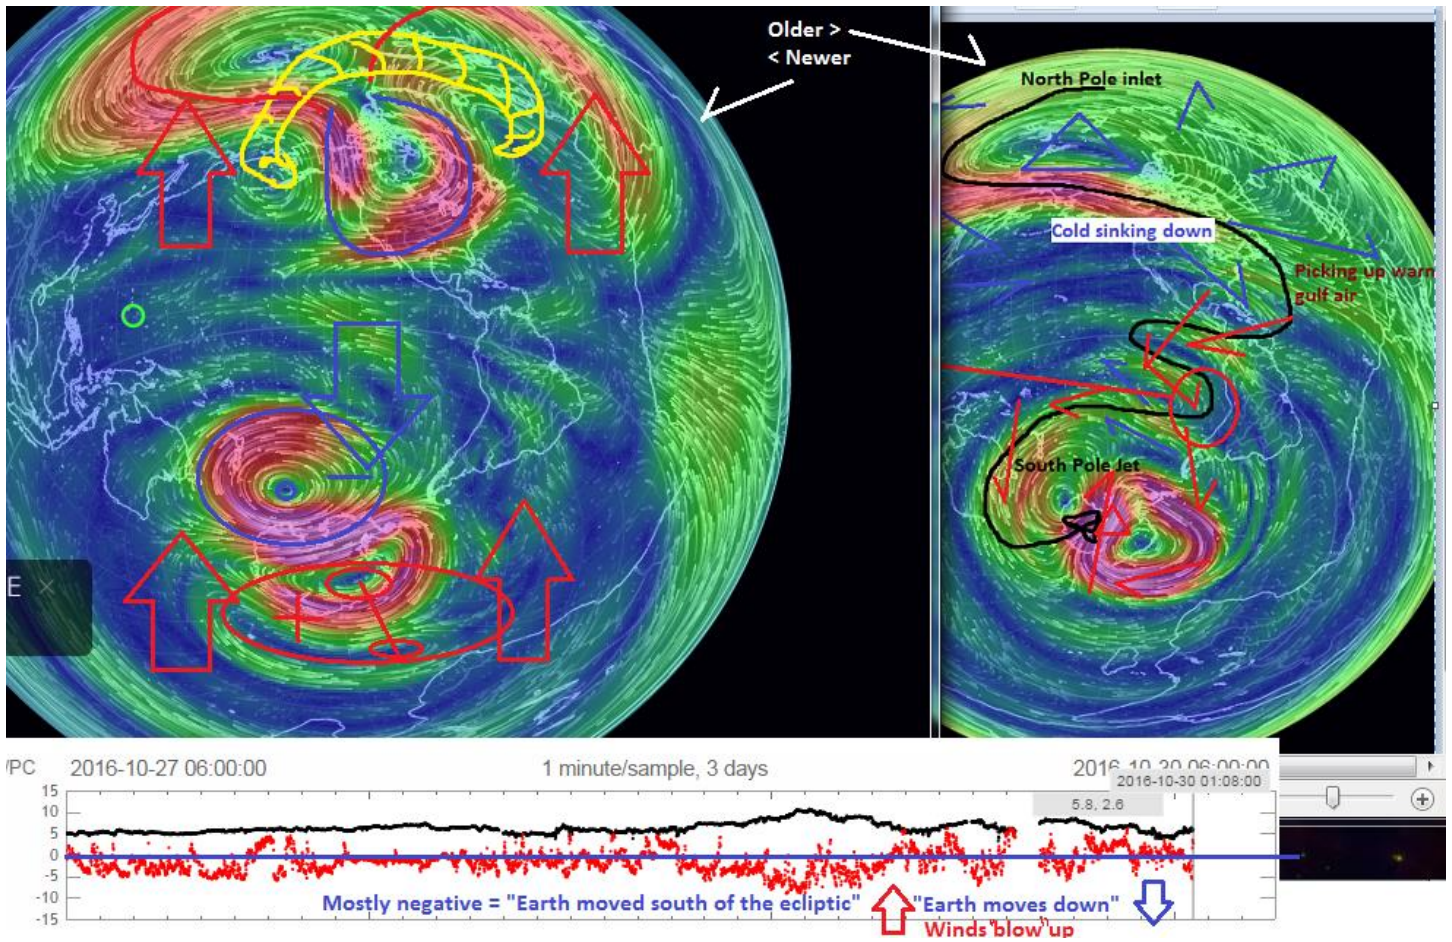 Older >
< Newer
North Pole inlet
Cold sinking down
Picking up warn
gulf air
South Pole Jet
E ×
/PC
2016-10-27 06:00:00
1 minute/sample, 3 days
2016-10-30 06:00:00
2016-10-30 01:08:00
5.8, 2.6
15
10
5
0
-5
-10
-15
Mostly negative = "Earth moved south of the ecliptic"
"Earth moves down"
Winds "blow" up